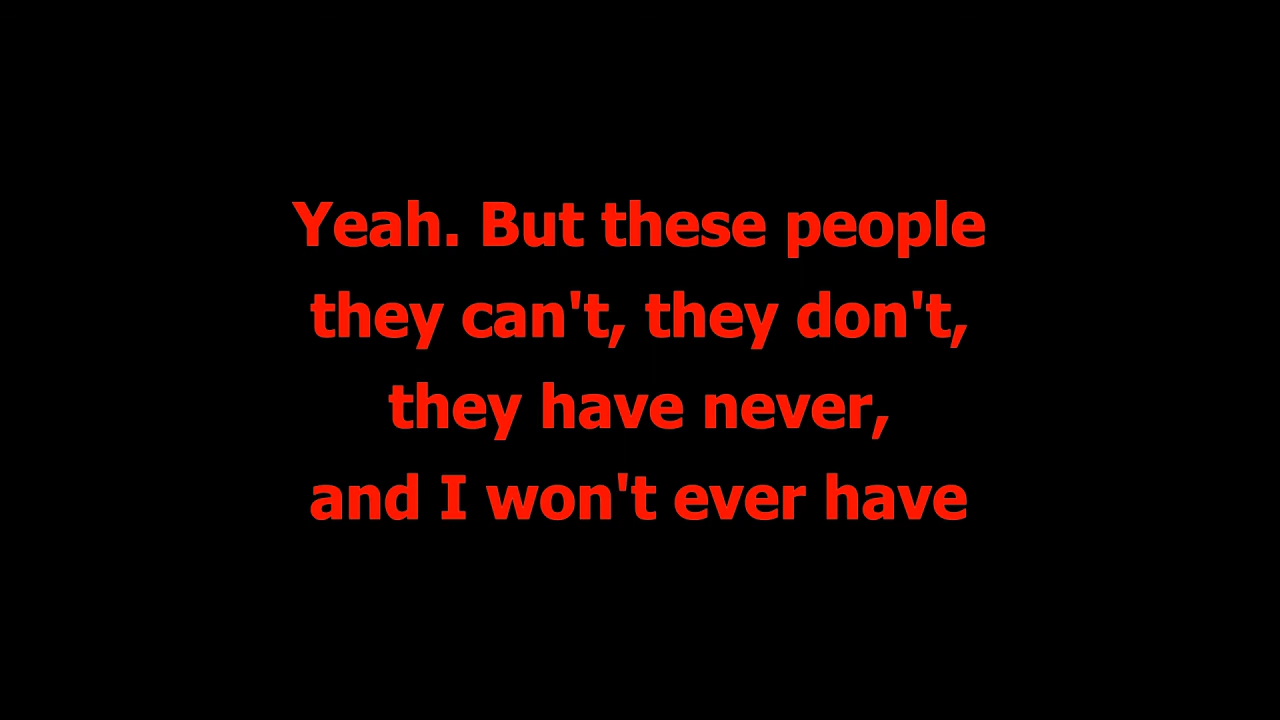 Yeah. But these people
they can't, they don't,
they have never,
and I won't ever have